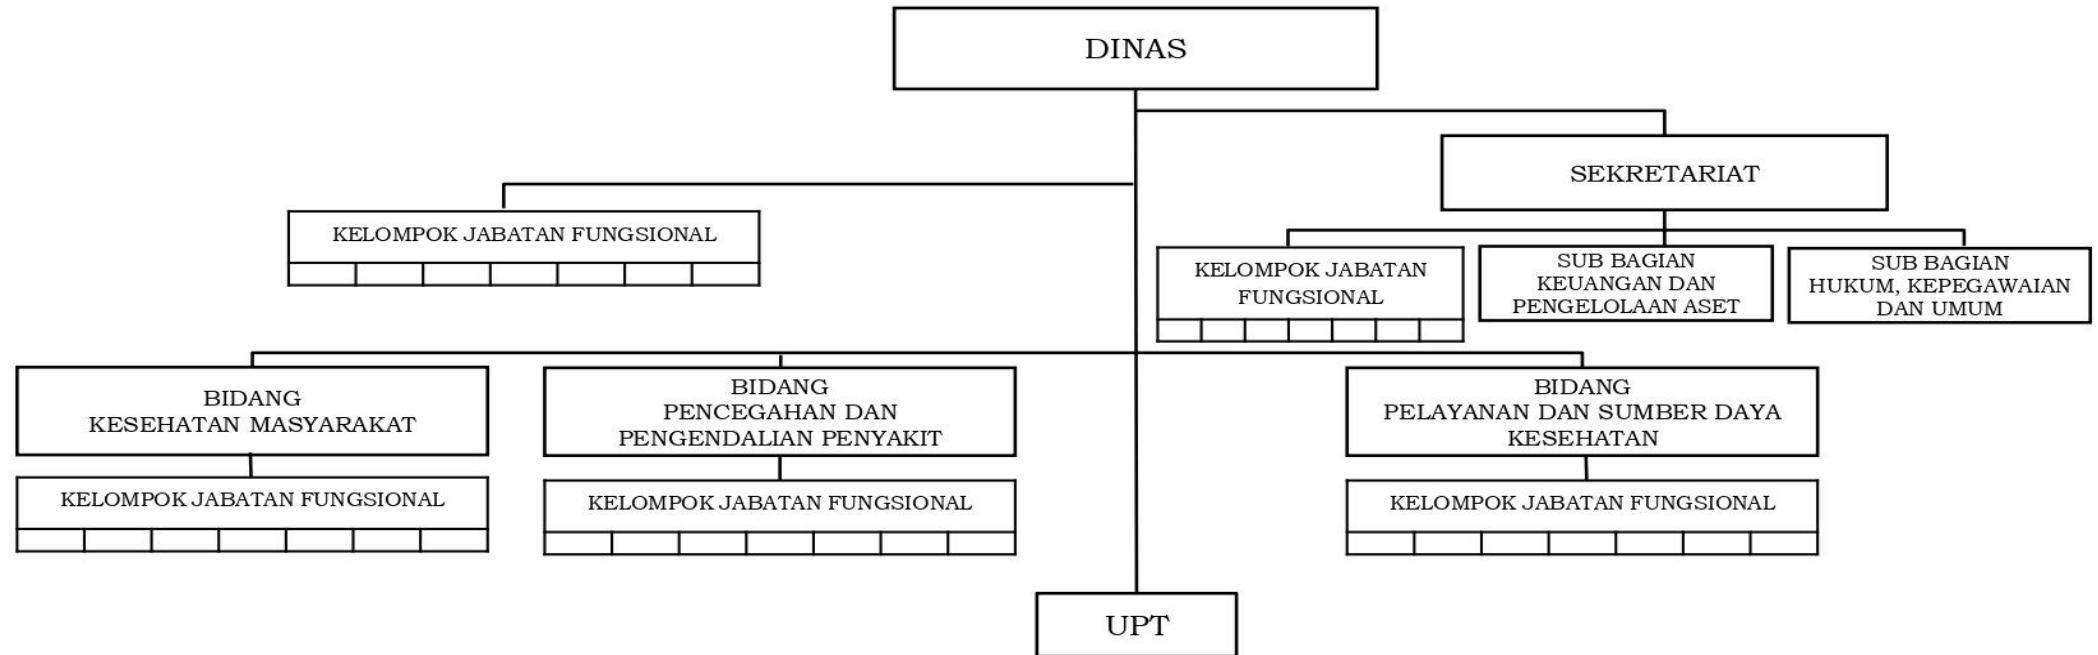 DINAS
SEKRETARIAT
KELOMPOK JABATAN FUNGSIONAL
KELOMPOK JABATAN
FUNGSIONAL
SUB BAGIAN
KEUANGAN DAN
PENGELOLAAN ASET
SUB BAGIAN
HUKUM, KEPEGAWAIAN
DAN UMUM
BIDANG
KESEHATAN MASYARAKAT
BIDANG
PENCEGAHAN DAN
PENGENDALIAN PENYAKIT
BIDANG
PELAYANAN DAN SUMBER DAYA
KESEHATAN
KELOMPOK JABATAN FUNGSIONAL
KELOMPOK JABATAN FUNGSIONAL
KELOMPOK JABATAN FUNGSIONAL
UPT